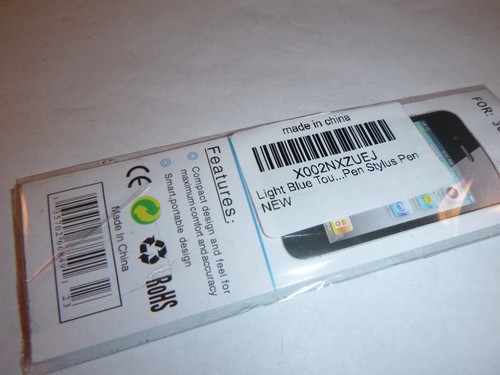 FOR:
made in china
X002NXZUEJ
Light Blue Tou...Pen Stylus Pen
NEW
Features:
Compact design and feel for
maximum comfort and accuracy
Smart, portable design
CE
RoHS
Made In China
23